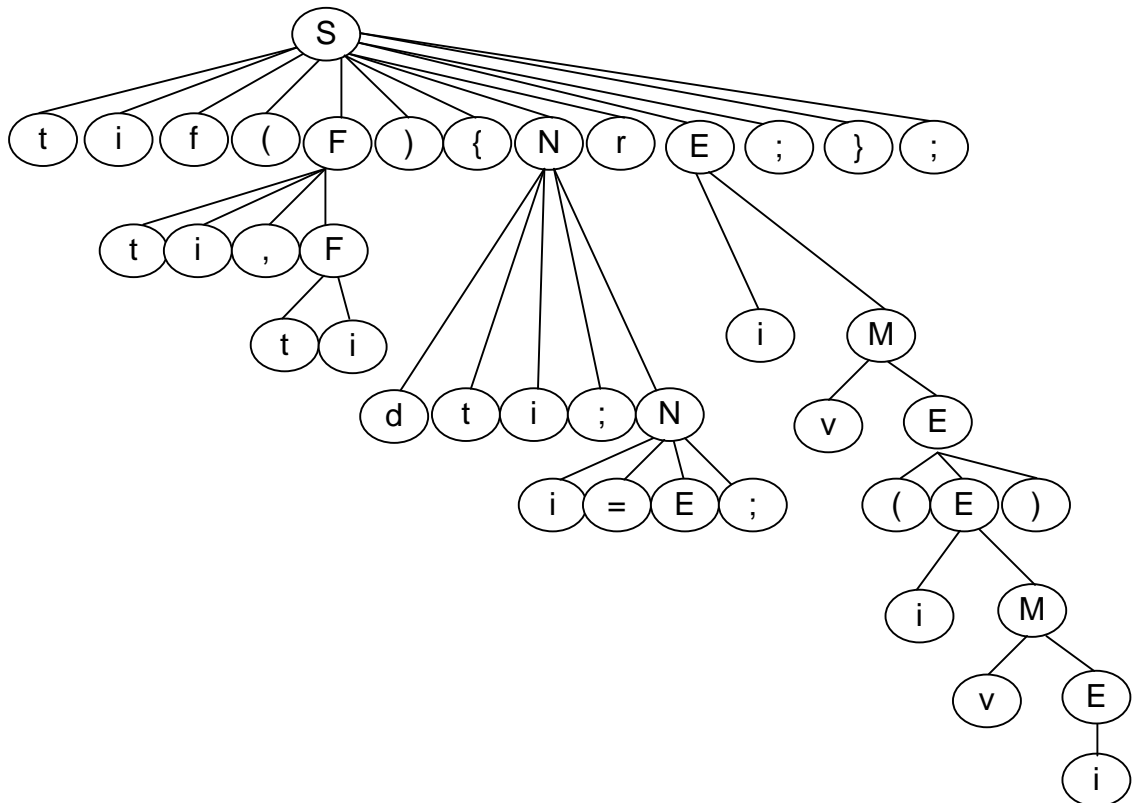 S
t i f ( F ) { N r E ; } ;
t i , F
t i
i M
d t i ; N
v E
i = E ;
( E )
i M
v E
i